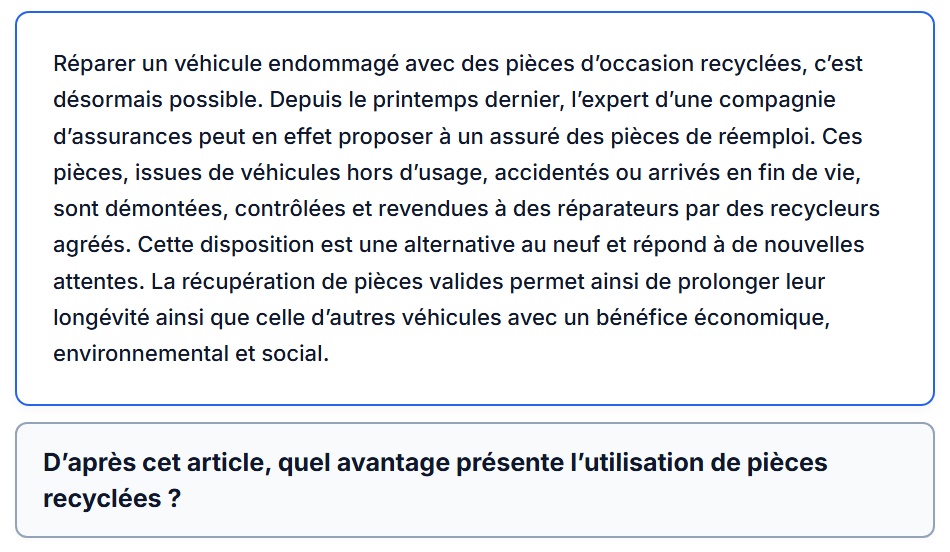 Réparer un véhicule endommagé avec des pièces d’occasion recyclées, c’est
désormais possible. Depuis le printemps dernier, l’expert d’une compagnie
d’assurances peut en effet proposer à un assuré des pièces de réemploi. Ces
pièces, issues de véhicules hors d’usage, accidentés ou arrivés en fin de vie,
sont démontées, contrôlées et revendues à des réparateurs par des recycleurs
agréés. Cette disposition est une alternative au neuf et répond à de nouvelles
attentes. La récupération de pièces valides permet ainsi de prolonger leur
longévité ainsi que celle d’autres véhicules avec un bénéfice économique,
environnemental et social.
D’après cet article, quel avantage présente l’utilisation de pièces
recyclées ?